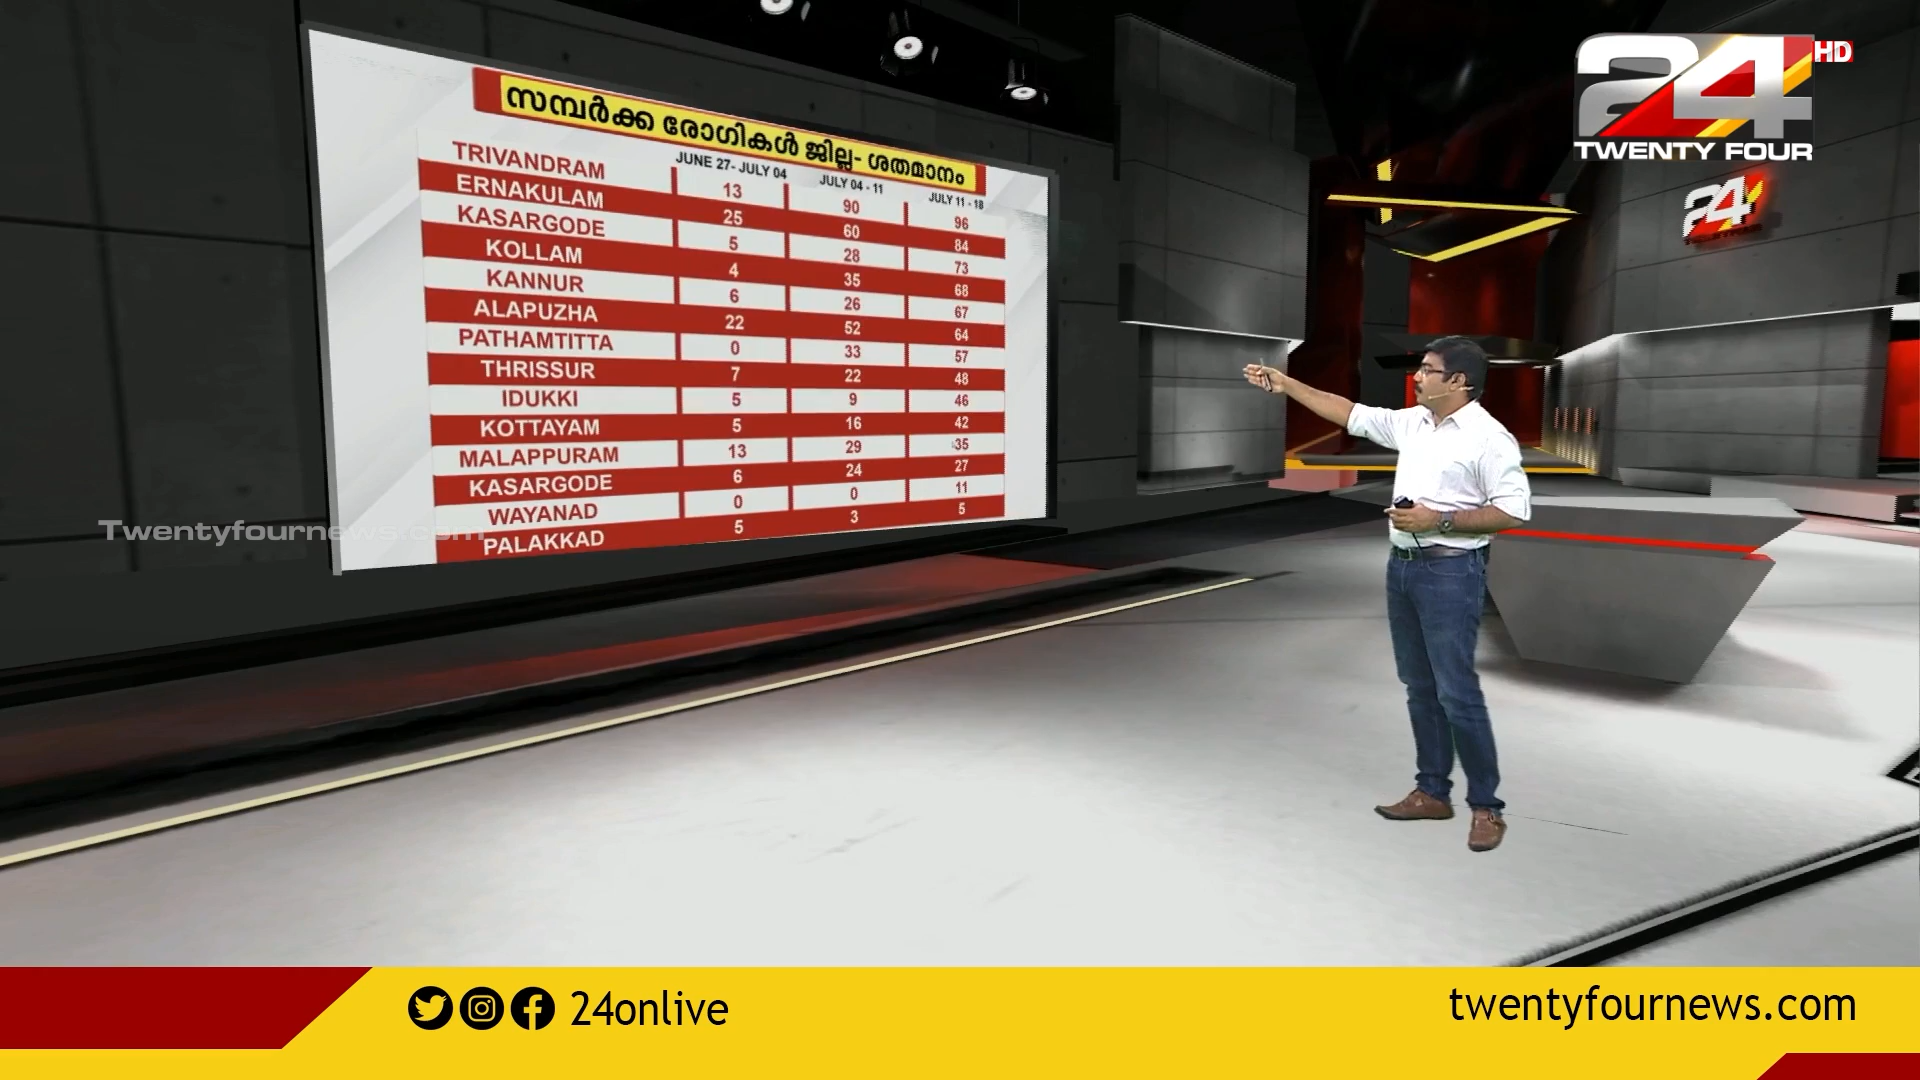 24 HD
TWENTY FOUR
24
സമ്പർക്ക രോഗികൾ ജില്ല- ശതമാനം
JUNE 27- JULY 04 JULY 04 - 11 JULY 11 - 18
TRIVANDRAM 13 90 96
ERNAKULAM 25 60 84
KASARGODE 5 28 73
KOLLAM 4 35 68
KANNUR 6 26 67
ALAPUZHA 22 52 64
PATHAMTITTA 0 33 57
THRISSUR 7 22 48
IDUKKI 5 9 46
KOTTAYAM 5 16 42
MALAPPURAM 13 29 35
KASARGODE 6 24 27
WAYANAD 0 0 11
PALAKKAD 5 3 5
Twentyfournews.com
24onlive
twentyfournews.com